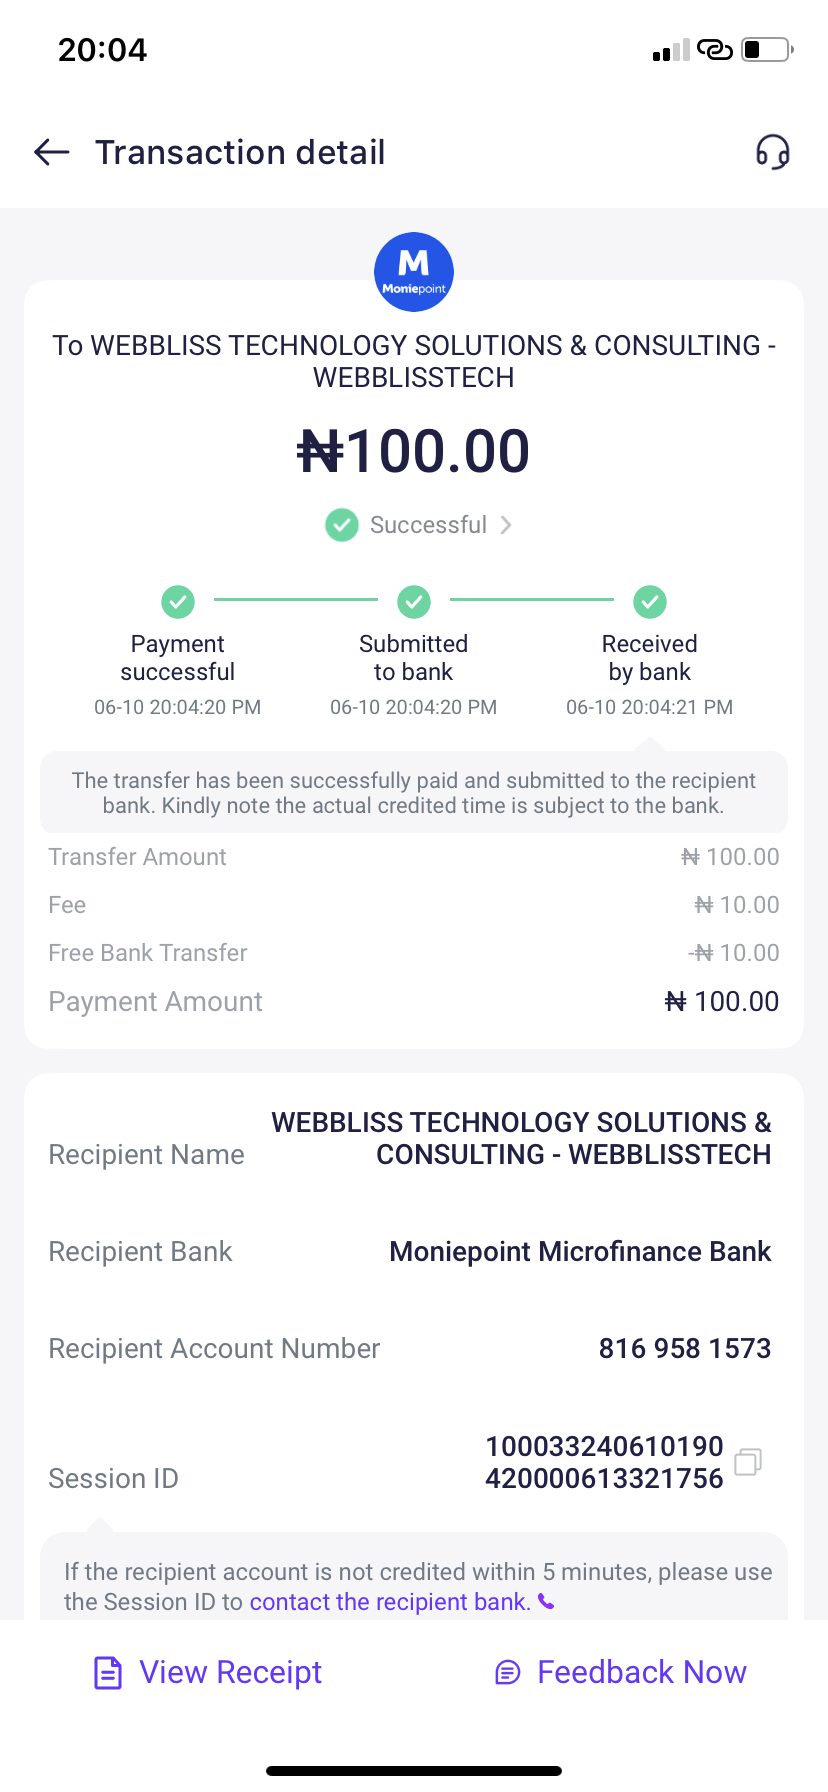 20:04
Transaction detail
M
Moniepoint
To WEBBLISS TECHNOLOGY SOLUTIONS & CONSULTING -
WEBBLISSTECH
₦100.00
Successful
Payment
successful
06-10 20:04:20 PM
Submitted
to bank
06-10 20:04:20 PM
Received
by bank
06-10 20:04:21 PM
The transfer has been successfully paid and submitted to the recipient
bank. Kindly note the actual credited time is subject to the bank.
Transfer Amount ₦ 100.00
Fee ₦ 10.00
Free Bank Transfer -₦ 10.00
Payment Amount ₦ 100.00
Recipient Name WEBBLISS TECHNOLOGY SOLUTIONS &
CONSULTING - WEBBLISSTECH
Recipient Bank Moniepoint Microfinance Bank
Recipient Account Number 816 958 1573
Session ID 100033240610190
420000613321756
If the recipient account is not credited within 5 minutes, please use
the Session ID to contact the recipient bank.
View Receipt
Feedback Now